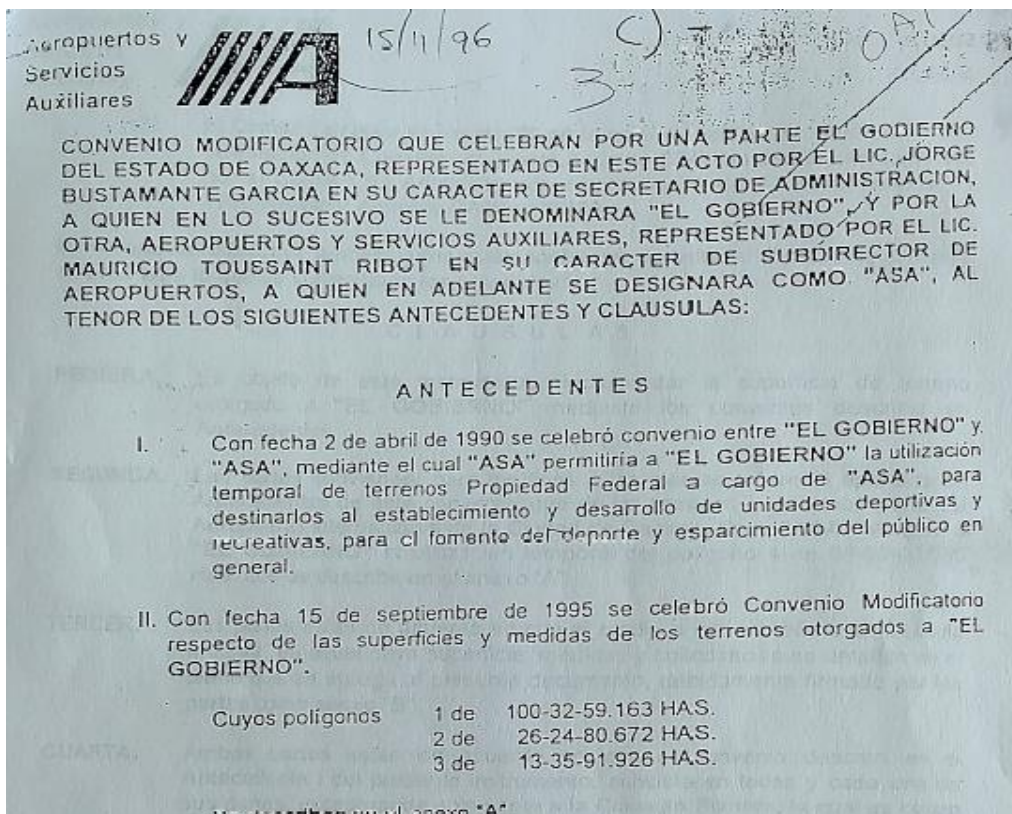 Aeropuertos y
Servicios
Auxiliares
15/11/96
CONVENIO MODIFICATORIO QUE CELEBRAN POR UNA PARTE EL GOBIERNO
DEL ESTADO DE OAXACA, REPRESENTADO EN ESTE ACTO POR EL LIC. JORGE
BUSTAMANTE GARCIA EN SU CARACTER DE SECRETARIO DE ADMINISTRACION,
A QUIEN EN LO SUCESIVO SE LE DENOMINARA "EL GOBIERNO", Y POR LA
OTRA, AEROPUERTOS Y SERVICIOS AUXILIARES, REPRESENTADO POR EL LIC.
MAURICIO TOUSSAINT RIBOT EN SU CARACTER DE SUBDIRECTOR DE
AEROPUERTOS, A QUIEN EN ADELANTE SE DESIGNARA COMO "ASA", AL
TENOR DE LOS SIGUIENTES ANTECEDENTES Y CLAUSULAS:
ANTECEDENTES
I. Con fecha 2 de abril de 1990 se celebró convenio entre "EL GOBIERNO" y
"ASA", mediante el cual "ASA" permitiría a "EL GOBIERNO" la utilización
temporal de terrenos Propiedad Federal a cargo de "ASA", para
destinarlos al establecimiento y desarrollo de unidades deportivas y
recreativas, para el fomento del deporte y esparcimiento del público en
general.
II. Con fecha 15 de septiembre de 1995 se celebró Convenio Modificatorio
respecto de las superficies y medidas de los terrenos otorgados a "EL
GOBIERNO".
Cuyos polígonos 1 de 100-32-59.163 HAS.
2 de 26-24-80.672 HAS.
3 de 13-35-91.926 HAS.